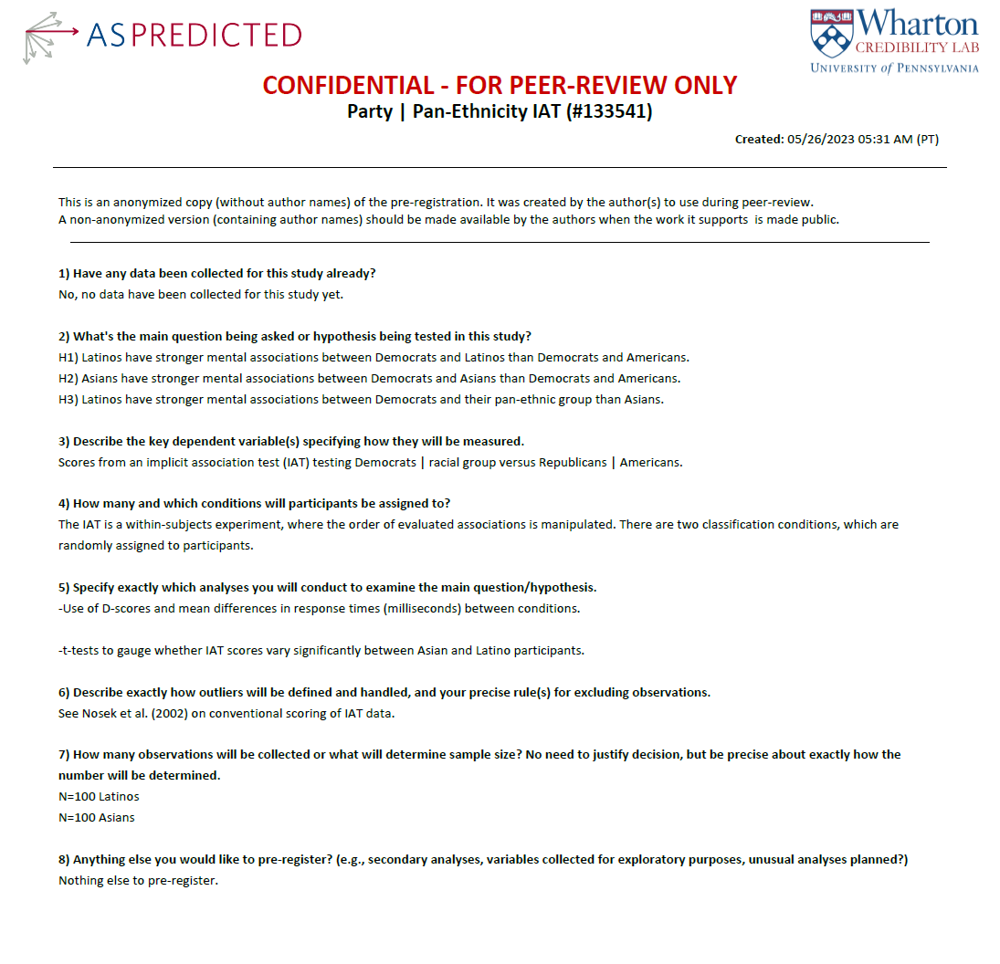 ASPREDICTED
Wharton
CREDIBILITY LAB
UNIVERSITY of PENNSYLVANIA
CONFIDENTIAL - FOR PEER-REVIEW ONLY
Party | Pan-Ethnicity IAT (#133541)
Created: 05/26/2023 05:31 AM (PT)
This is an anonymized copy (without author names) of the pre-registration. It was created by the author(s) to use during peer-review.
A non-anonymized version (containing author names) should be made available by the authors when the work it supports is made public.
1) Have any data been collected for this study already?
No, no data have been collected for this study yet.
2) What's the main question being asked or hypothesis being tested in this study?
H1) Latinos have stronger mental associations between Democrats and Latinos than Democrats and Americans.
H2) Asians have stronger mental associations between Democrats and Asians than Democrats and Americans.
H3) Latinos have stronger mental associations between Democrats and their pan-ethnic group than Asians.
3) Describe the key dependent variable(s) specifying how they will be measured.
Scores from an implicit association test (IAT) testing Democrats | racial group versus Republicans | Americans.
4) How many and which conditions will participants be assigned to?
The IAT is a within-subjects experiment, where the order of evaluated associations is manipulated. There are two classification conditions, which are
randomly assigned to participants.
5) Specify exactly which analyses you will conduct to examine the main question/hypothesis.
-Use of D-scores and mean differences in response times (milliseconds) between conditions.
-t-tests to gauge whether IAT scores vary significantly between Asian and Latino participants.
6) Describe exactly how outliers will be defined and handled, and your precise rule(s) for excluding observations.
See Nosek et al. (2002) on conventional scoring of IAT data.
7) How many observations will be collected or what will determine sample size? No need to justify decision, but be precise about exactly how the
number will be determined.
N=100 Latinos
N=100 Asians
8) Anything else you would like to pre-register? (e.g., secondary analyses, variables collected for exploratory purposes, unusual analyses planned?)
Nothing else to pre-register.